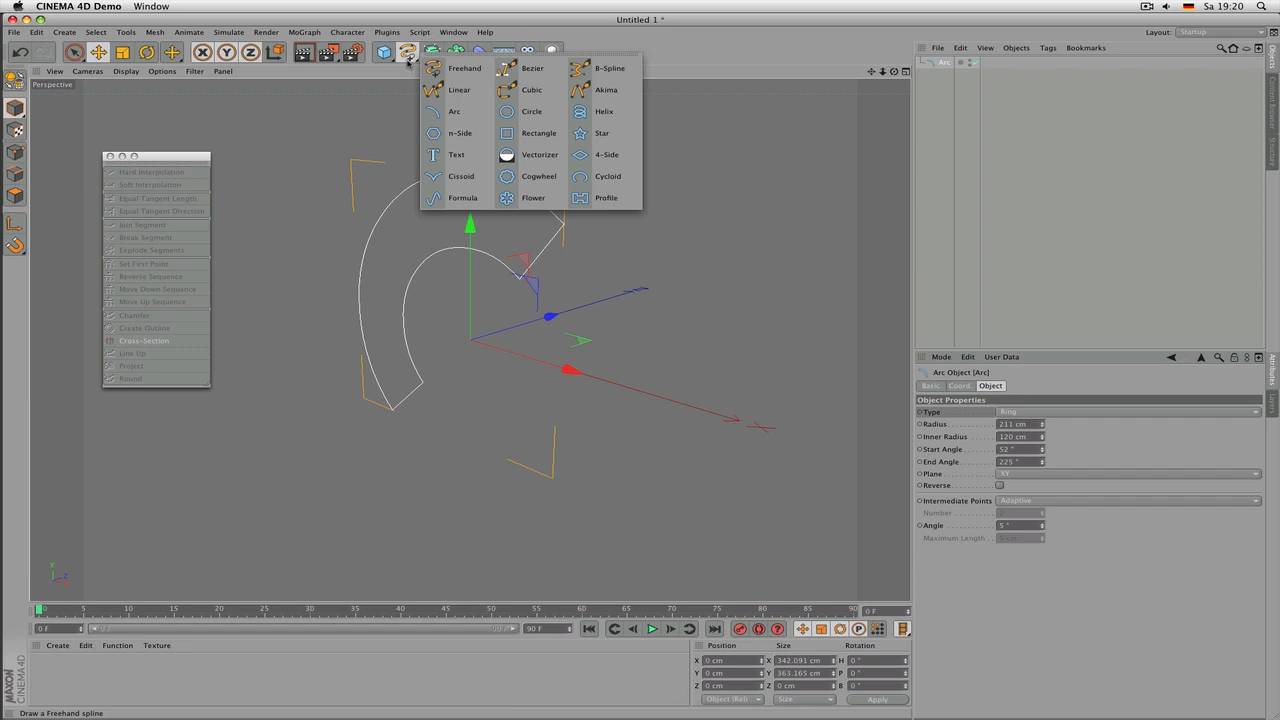 CINEMA 4D Demo Window Sa 19:20
Untitled 1 *
File Edit Create Select Tools Mesh Animate Simulate Render MoGraph Character Plugins Script Window Help
Layout: Startup
View Cameras Display Options Filter Panel
Perspective
Freehand Bezier B-Spline
Linear Cubic Akima
Arc Circle Helix
n-Side Rectangle Star
Text Vectorizer 4-Side
Cissoid Cogwheel Cycloid
Formula Flower Profile
Hard Interpolation
Soft Interpolation
Equal Tangent Length
Equal Tangent Direction
Join Segment
Break Segment
Explode Segments
Set First Point
Reverse Sequence
Move Down Sequence
Move Up Sequence
Chamfer
Create Outline
Cross-Section
Line Up
Project
Round
File Edit View Objects Tags Bookmarks
Arc
Objects
Content Browser
Structure
Mode Edit User Data
Arc Object [Arc]
Basic Coord. Object
Object Properties
Type Ring
Radius 211 cm
Inner Radius 120 cm
Start Angle 52 °
End Angle 225 °
Plane XY
Reverse
Intermediate Points Adaptive
Number
Angle 5 °
Maximum Length 5 cm
Attributes
Layers
Y
Z
0 5 10 15 20 25 30 35 40 45 50 55 60 65 70 75 80 85 90 0 F
0 F 90 F
Create Edit Function Texture
Position Size Rotation
X 0 cm X 342.091 cm H 0 °
Y 0 cm Y 363.165 cm P 0 °
Z 0 cm Z 0 cm B 0 °
Object (Rel) Size Apply
MAXON CINEMA 4D
Draw a Freehand spline